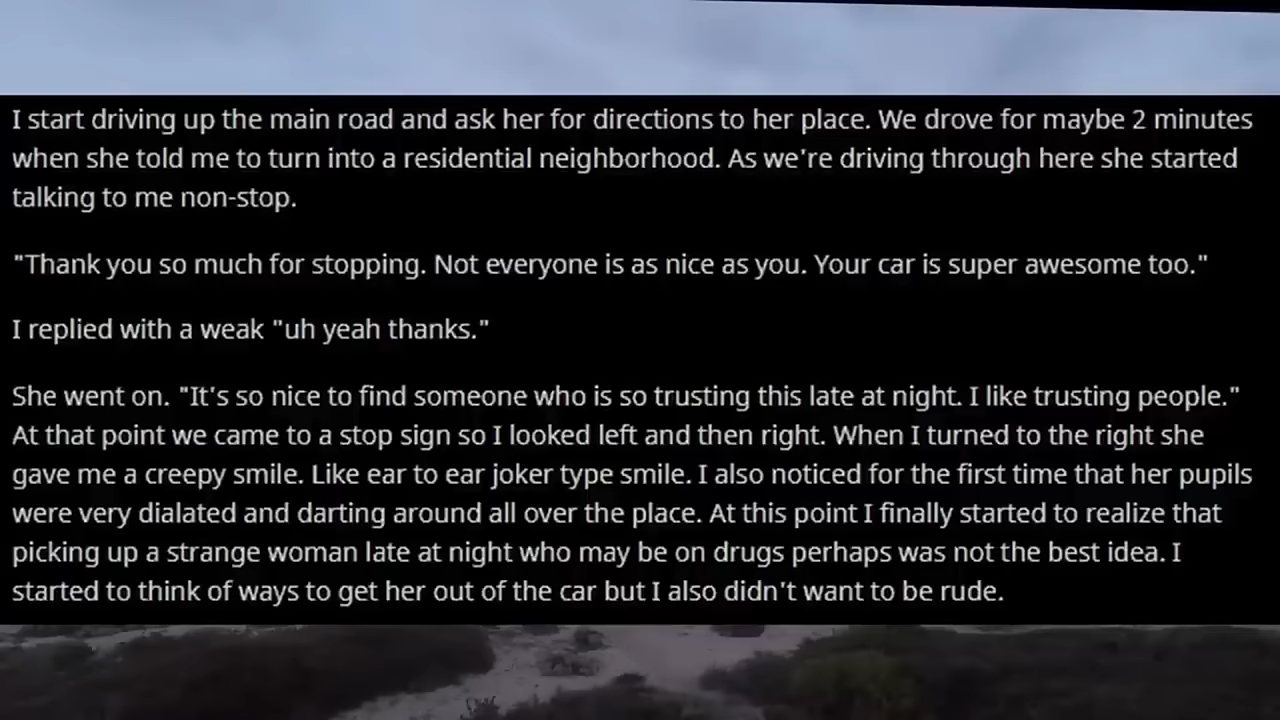 I start driving up the main road and ask her for directions to her place. We drove for maybe 2 minutes
when she told me to turn into a residential neighborhood. As we're driving through here she started
talking to me non-stop.
"Thank you so much for stopping. Not everyone is as nice as you. Your car is super awesome too."
I replied with a weak "uh yeah thanks."
She went on. "It's so nice to find someone who is so trusting this late at night. I like trusting people."
At that point we came to a stop sign so I looked left and then right. When I turned to the right she
gave me a creepy smile. Like ear to ear joker type smile. I also noticed for the first time that her pupils
were very dialated and darting around all over the place. At this point I finally started to realize that
picking up a strange woman late at night who may be on drugs perhaps was not the best idea. I
started to think of ways to get her out of the car but I also didn't want to be rude.